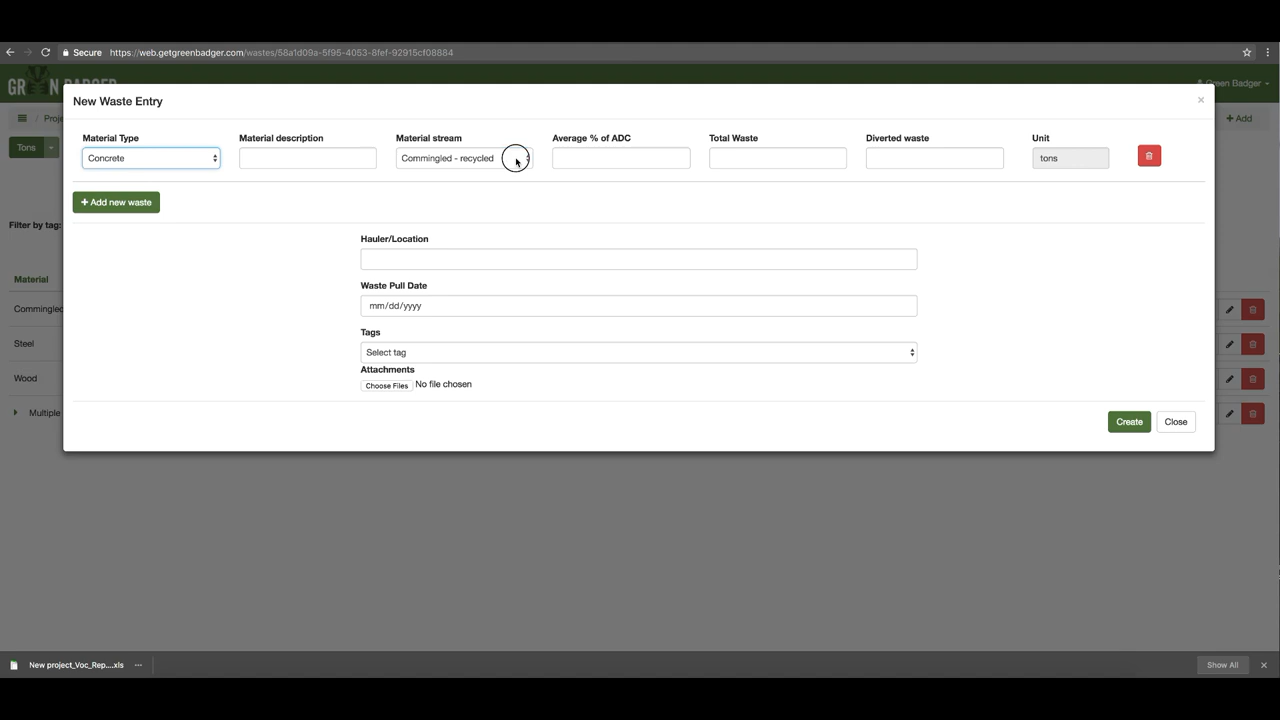 Secure https://web.getgreenbadger.com/wastes/58a1d09a-5f95-4053-8fef-92915cf08884
Green Badger
New Waste Entry
×
+ Add
Tons
Material Type Material description Material stream Average % of ADC Total Waste Diverted waste Unit
Concrete Commingled - recycled tons
+ Add new waste
Filter by tag:
Hauler/Location
Material
Waste Pull Date
mm/dd/yyyy
Commingled
Tags
Steel
Select tag
Attachments
Wood
Choose Files No file chosen
Multiple
Create Close
New project_Voc_Rep....xls
Show All